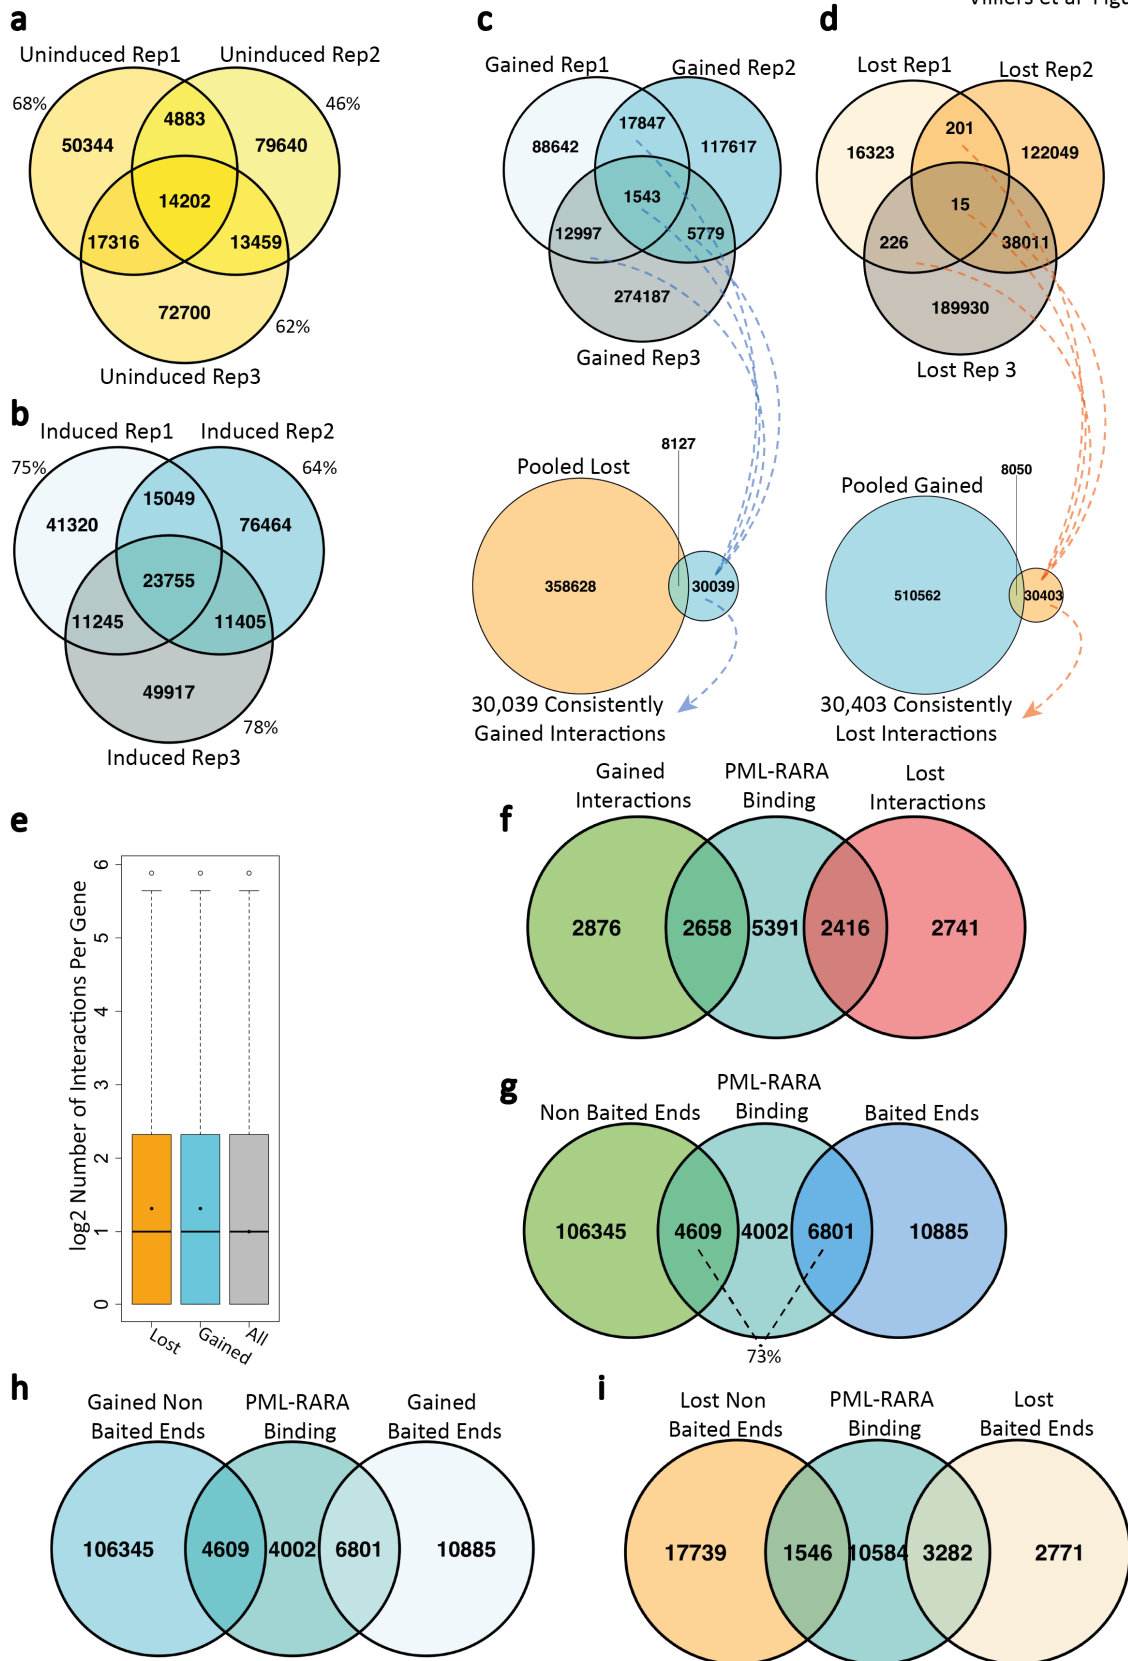 Villiers et al Figu
a
Uninduced Rep1
Uninduced Rep2
68%
46%
4883
50344
79640
14202
17316
13459
72700
62%
Uninduced Rep3
b
Induced Rep1
Induced Rep2
75%
64%
15049
41320
76464
23755
11245
11405
49917
78%
Induced Rep3
c
Gained Rep1
Gained Rep2
17847
88642
117617
1543
12997
5779
274187
Gained Rep3
8127
Pooled Lost
358628
30039
30,039 Consistently
Gained Interactions
d
Lost Rep1
Lost Rep2
201
16323
122049
15
226
38011
189930
Lost Rep 3
8050
Pooled Gained
510562
30403
30,403 Consistently
Lost Interactions
e
log2 Number of Interactions Per Gene
6
5
4
3
2
1
0
Lost
Gained
All
f
Gained
Interactions
PML-RARA
Binding
Lost
Interactions
2876
2658
5391
2416
2741
g
Non Baited Ends
PML-RARA
Binding
Baited Ends
106345
4609
4002
6801
10885
73%
h
Gained Non
Baited Ends
PML-RARA
Binding
Gained
Baited Ends
106345
4609
4002
6801
10885
i
Lost Non
Baited Ends
PML-RARA
Binding
Lost
Baited Ends
17739
1546
10584
3282
2771